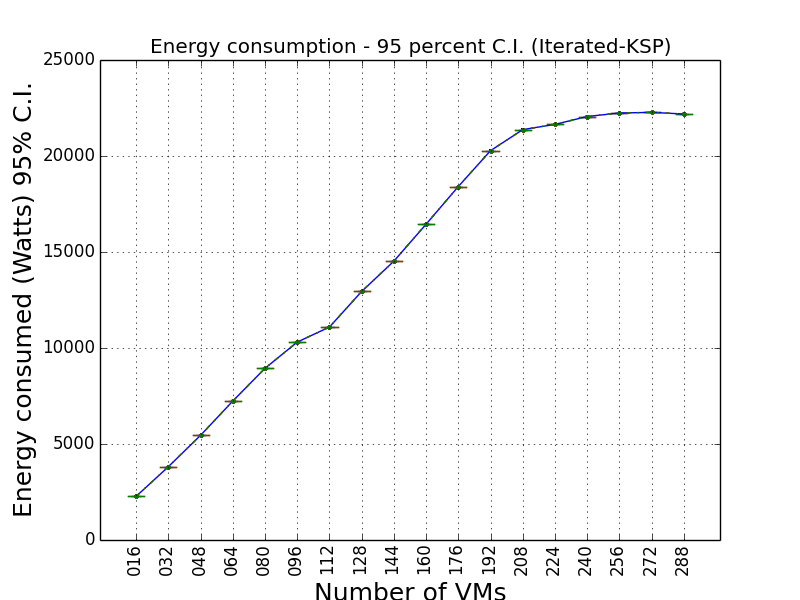 Energy consumption - 95 percent C.I. (Iterated-KSP)
Energy consumed (Watts) 95% C.I.
25000
20000
15000
10000
5000
0
016 032 048 064 080 096 112 128 144 160 176 192 208 224 240 256 272 288
Number of VMs